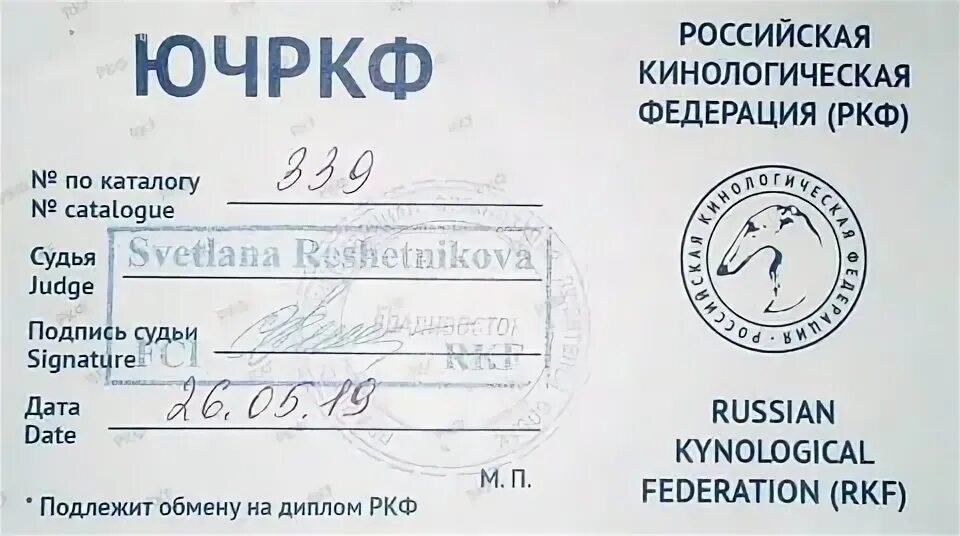 ЮЧРКФ
РОССИЙСКАЯ
КИНОЛОГИЧЕСКАЯ
ФЕДЕРАЦИЯ (РКФ)
№ по каталогу 339
№ catalogue
Судья Svetlana Reshetnikova
Judge
Подпись судьи
Signature
FCI RKF
ВЛАДИВОСТОК
Дата 26.05.19
Date
М.П.
* Подлежит обмену на диплом РКФ
РОССИЙСКАЯ КИНОЛОГИЧЕСКАЯ ФЕДЕРАЦИЯ
RUSSIAN
KYNOLOGICAL
FEDERATION (RKF)